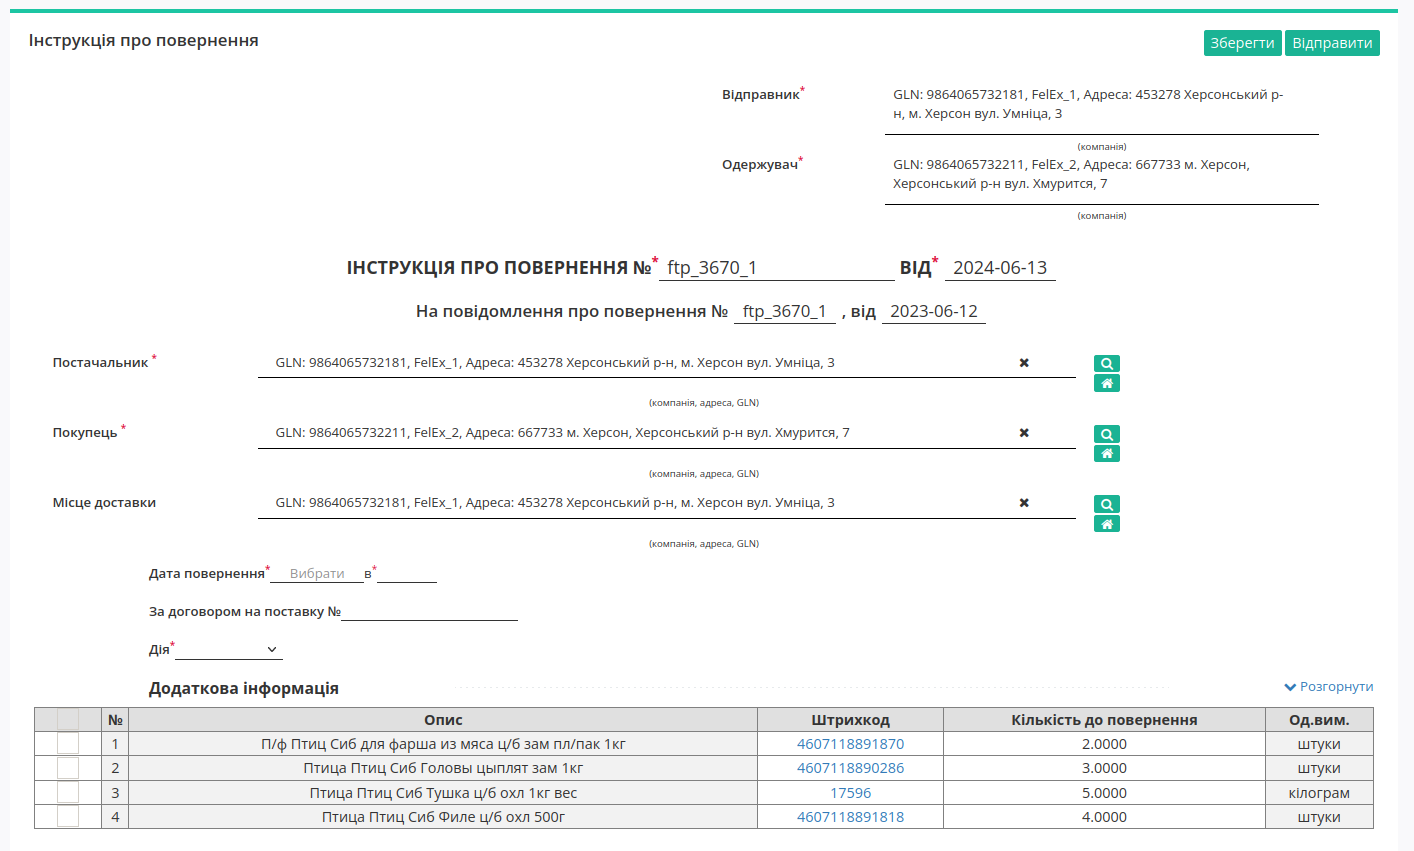 Інструкція про повернення
Зберегти Відправити
Відправник* GLN: 9864065732181, FelEx_1, Адреса: 453278 Херсонський р-
н, м. Херсон вул. Умніца, 3
(компанія)
Одержувач* GLN: 9864065732211, FelEx_2, Адреса: 667733 м. Херсон,
Херсонський р-н вул. Хмурится, 7
(компанія)
ІНСТРУКЦІЯ ПРО ПОВЕРНЕННЯ №* ftp_3670_1 ВІД* 2024-06-13
На повідомлення про повернення № ftp_3670_1 , від 2023-06-12
Постачальник * GLN: 9864065732181, FelEx_1, Адреса: 453278 Херсонський р-н, м. Херсон вул. Умніца, 3
(компанія, адреса, GLN)
Покупець * GLN: 9864065732211, FelEx_2, Адреса: 667733 м. Херсон, Херсонський р-н вул. Хмурится, 7
(компанія, адреса, GLN)
Місце доставки GLN: 9864065732181, FelEx_1, Адреса: 453278 Херсонський р-н, м. Херсон вул. Умніца, 3
(компанія, адреса, GLN)
Дата повернення* Вибрати в*
За договором на поставку №
Дія*
Додаткова інформація Розгорнути
№ Опис Штрихкод Кількість до повернення Од.вим.
1 П/ф Птиц Сиб для фарша из мяса ц/б зам пл/пак 1кг 4607118891870 2.0000 штуки
2 Птица Птиц Сиб Головы цыплят зам 1кг 4607118890286 3.0000 штуки
3 Птица Птиц Сиб Тушка ц/б охл 1кг вес 17596 5.0000 кілограм
4 Птица Птиц Сиб Филе ц/б охл 500г 4607118891818 4.0000 штуки